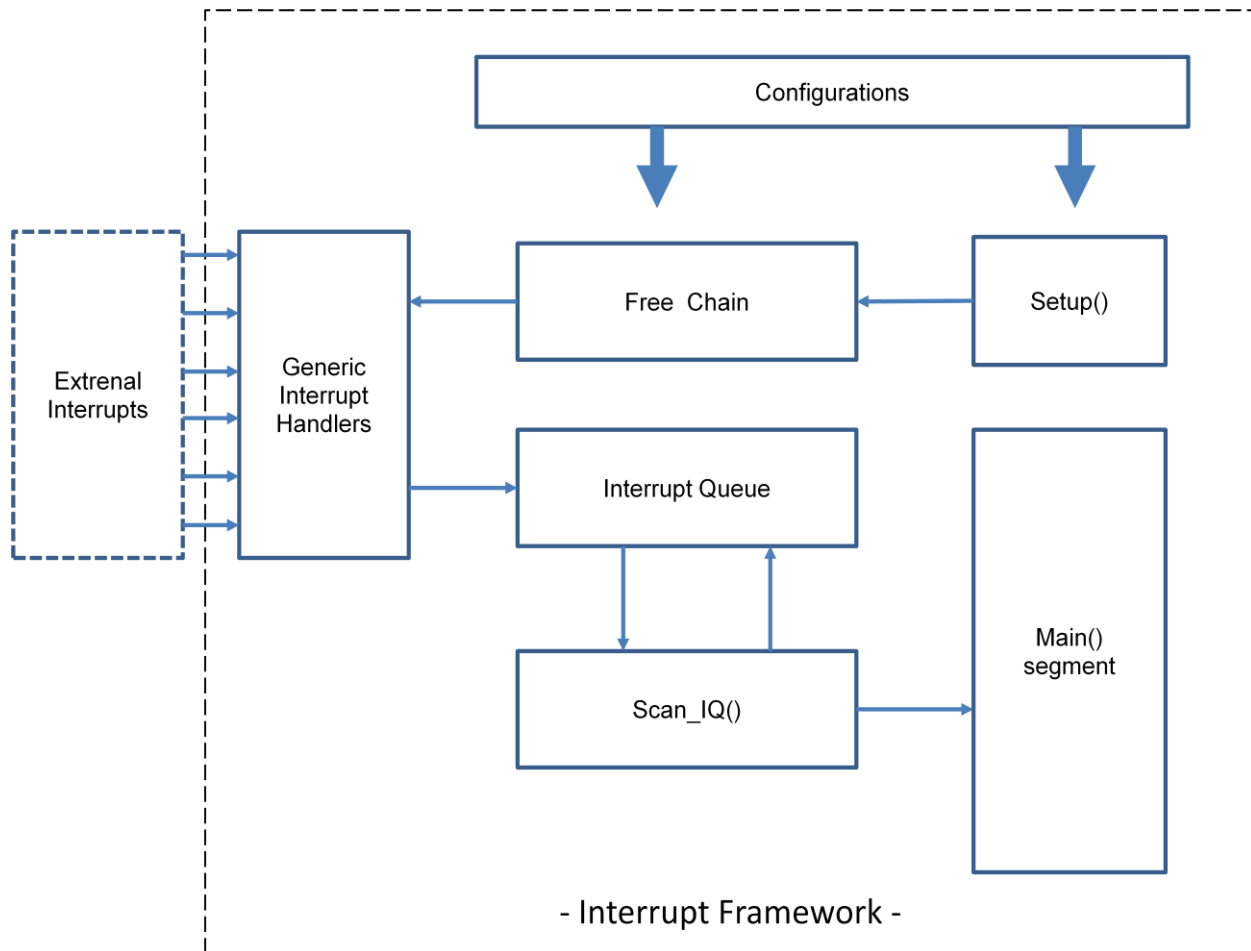 Configurations
Free  Chain
Setup()
Extrenal
Interrupts
Generic
Interrupt
Handlers
Interrupt Queue
Scan_IQ()
Main()
segment
- Interrupt Framework -